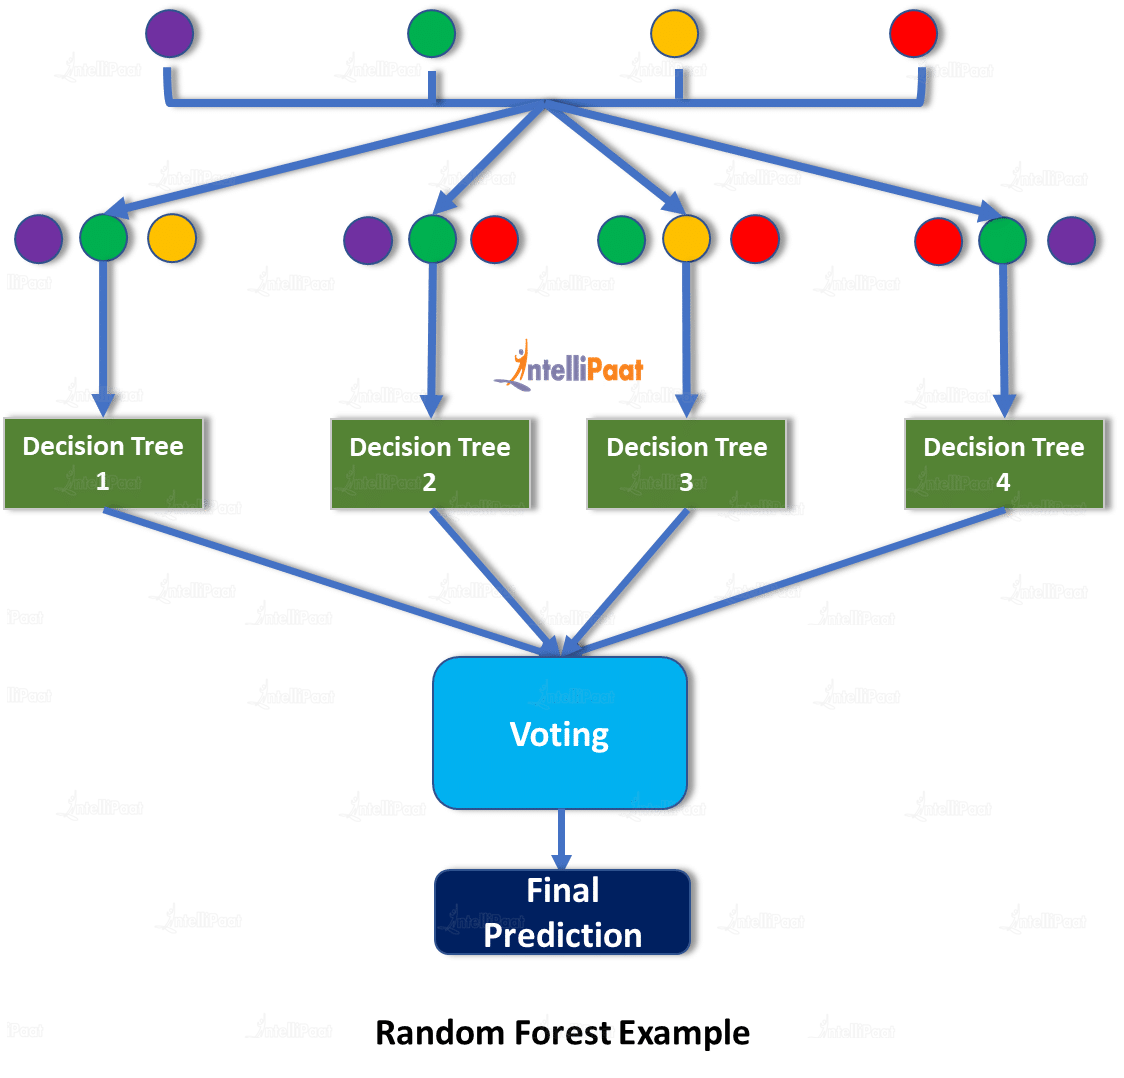 IntelliPaat
Decision Tree
1
Decision Tree
2
Decision Tree
3
Decision Tree
4
Voting
Final
Prediction
Random Forest Example